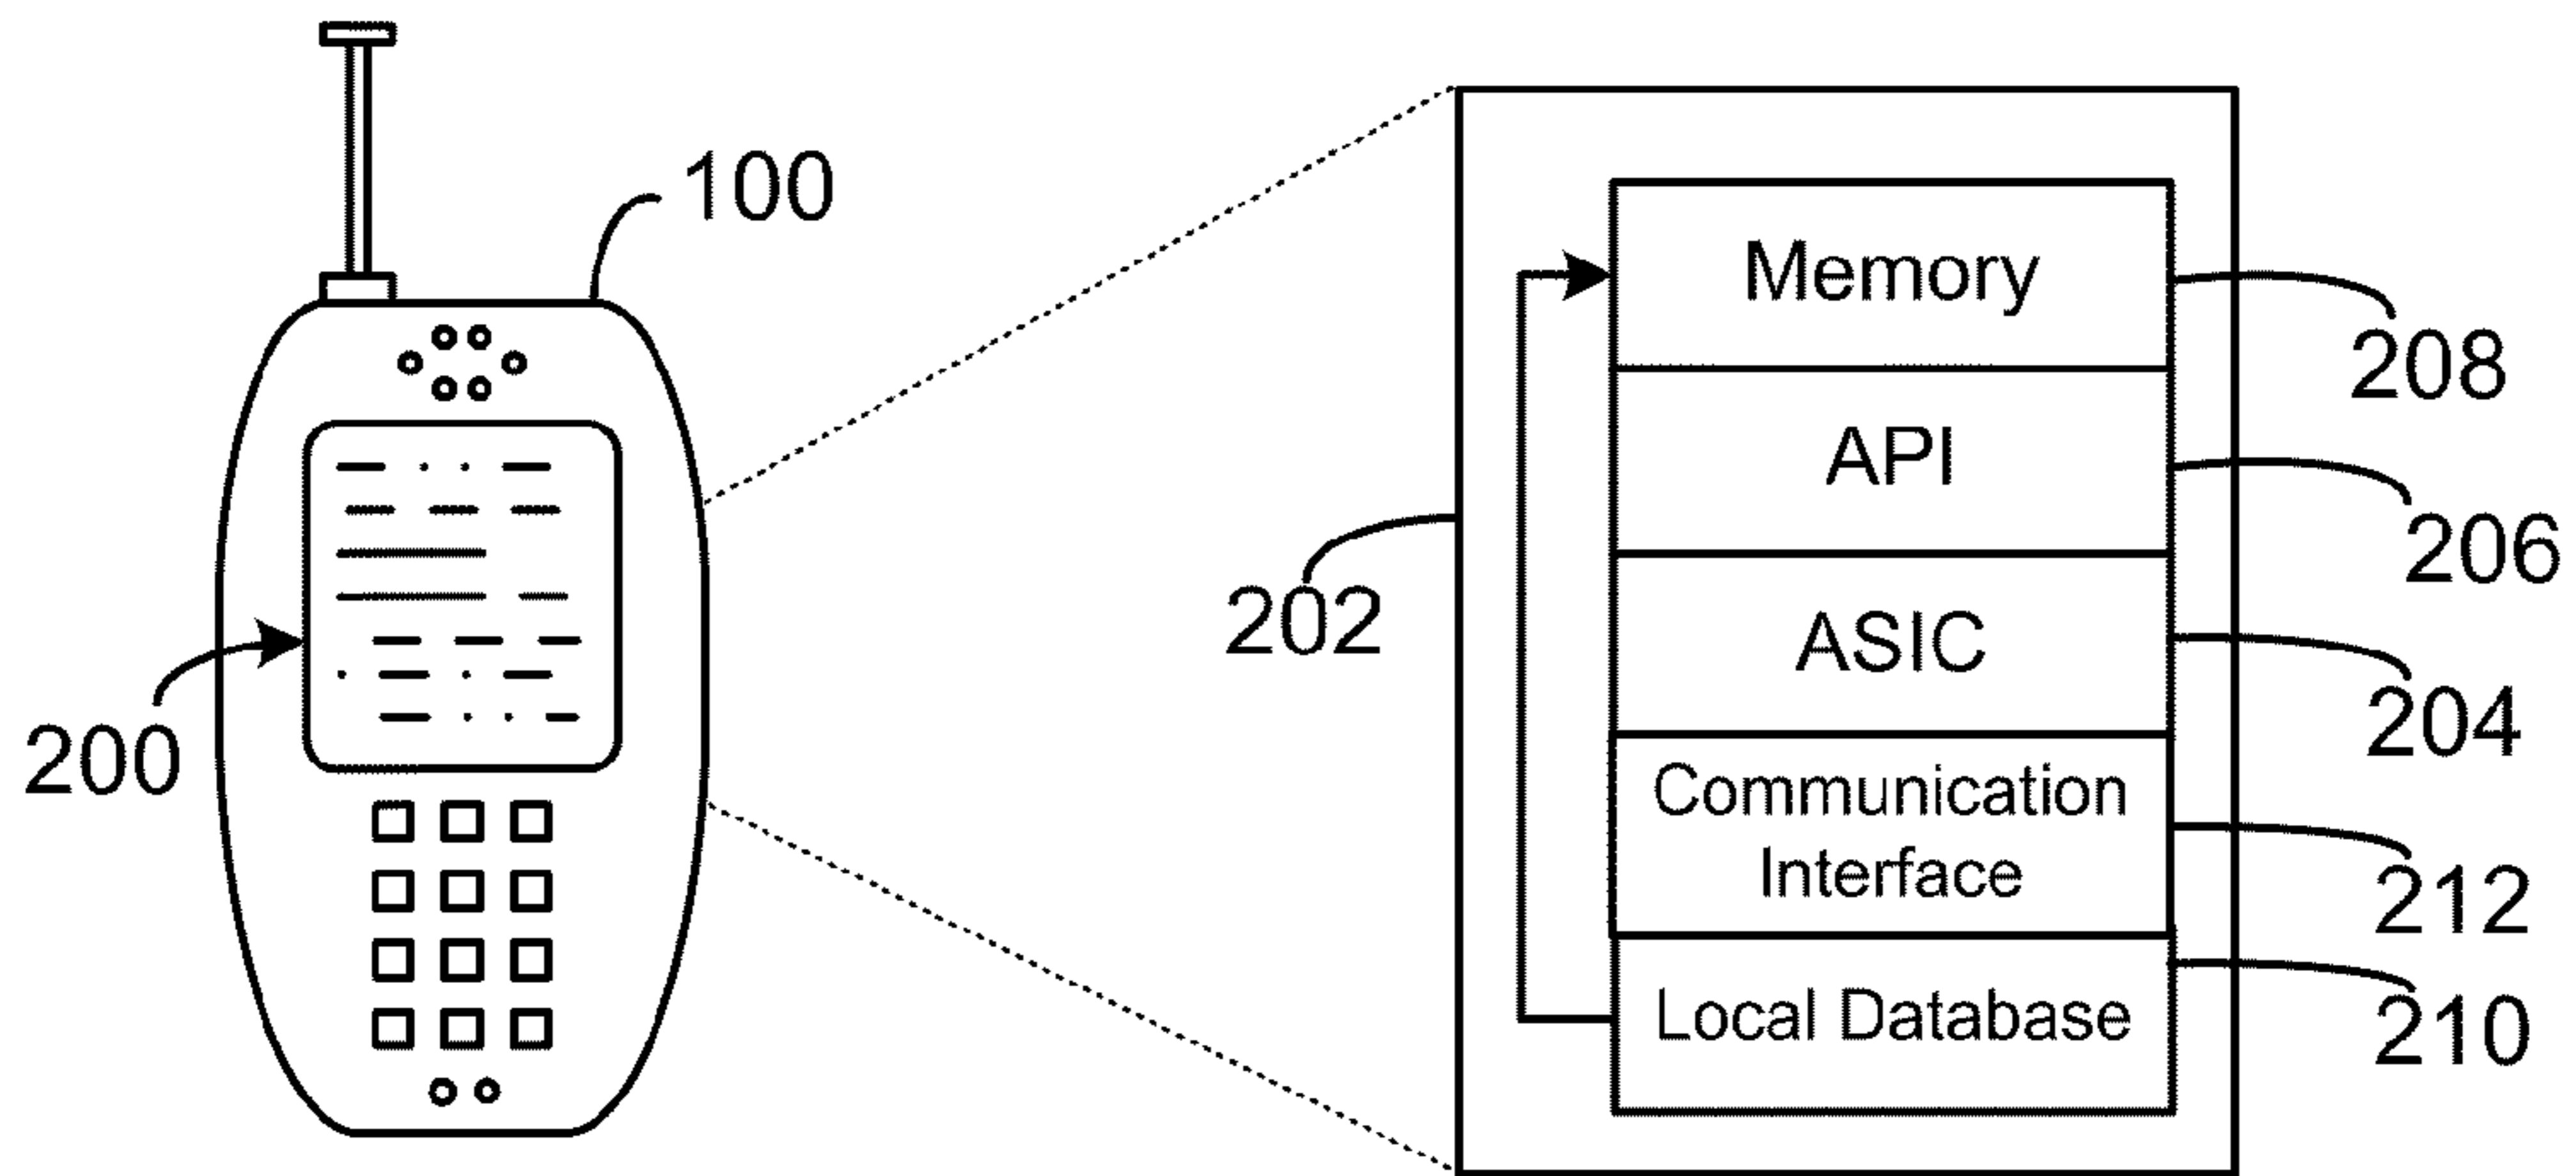 100
200
202
Memory
208
API
206
ASIC
204
Communication
Interface
212
Local Database
210